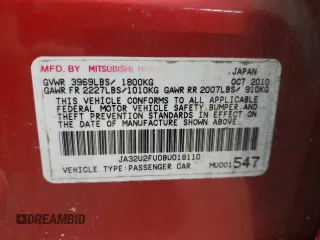 MFD. BY MITSUBISHI JAPAN
GVWR 3969LBS/ 1800KG OCT 2010
GAWR FR 2227LBS/1010KG GAWR RR 2007LBS/ 910KG
THIS VEHICLE CONFORMS TO ALL APPLICABLE
FEDERAL MOTOR VEHICLE SAFETY,BUMPER,AND
THEFT PREVENTION STANDARDS IN EFFECT ON THE
DATE OF MANUFACTURE SHOWN ABOVE.
JA32U2FU0BU018110
VEHICLE TYPE:PASSENGER CAR MU001547
DREAMBID